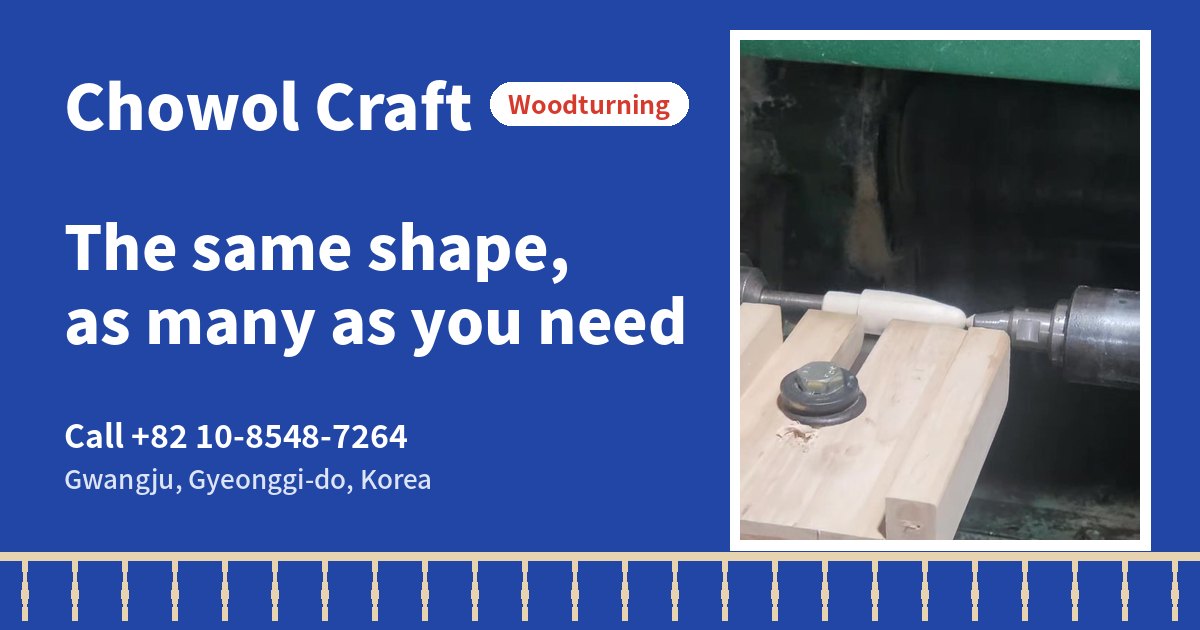 Chowol Craft Woodturning
The same shape,
as many as you need
Call +82 10-8548-7264
Gwangju, Gyeonggi-do, Korea